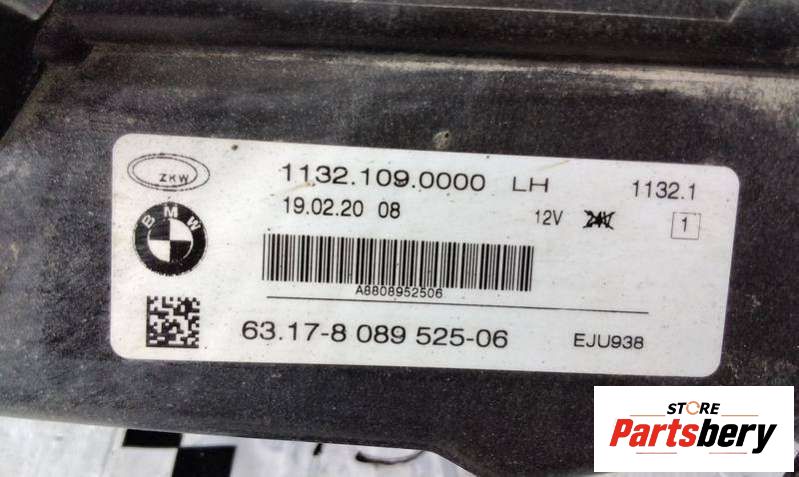 ZKW
1132.109.0000 LH 1132.1
19.02.20 08 12V 24V 1
BMW
A8808952506
63.17-8 089 525-06 EJU938
STORE
Partsbery